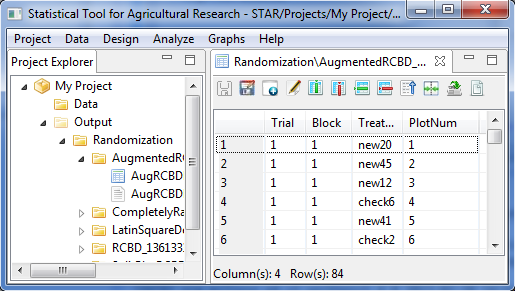 Statistical Tool for Agricultural Research - STAR/Projects/My Project/...
Project Data Design Analyze Graphs Help
Project Explorer
My Project
Data
Output
Randomization
AugmentedRC
AugRCBD
AugRCBD
CompletelyRa
LatinSquareDe
RCBD_136133
Randomization\AugmentedRCBD_...
Trial Block Treat... PlotNum
1 1 1 new20 1
2 1 1 new45 2
3 1 1 new12 3
4 1 1 check6 4
5 1 1 new41 5
6 1 1 check2 6
Column(s): 4 Row(s): 84